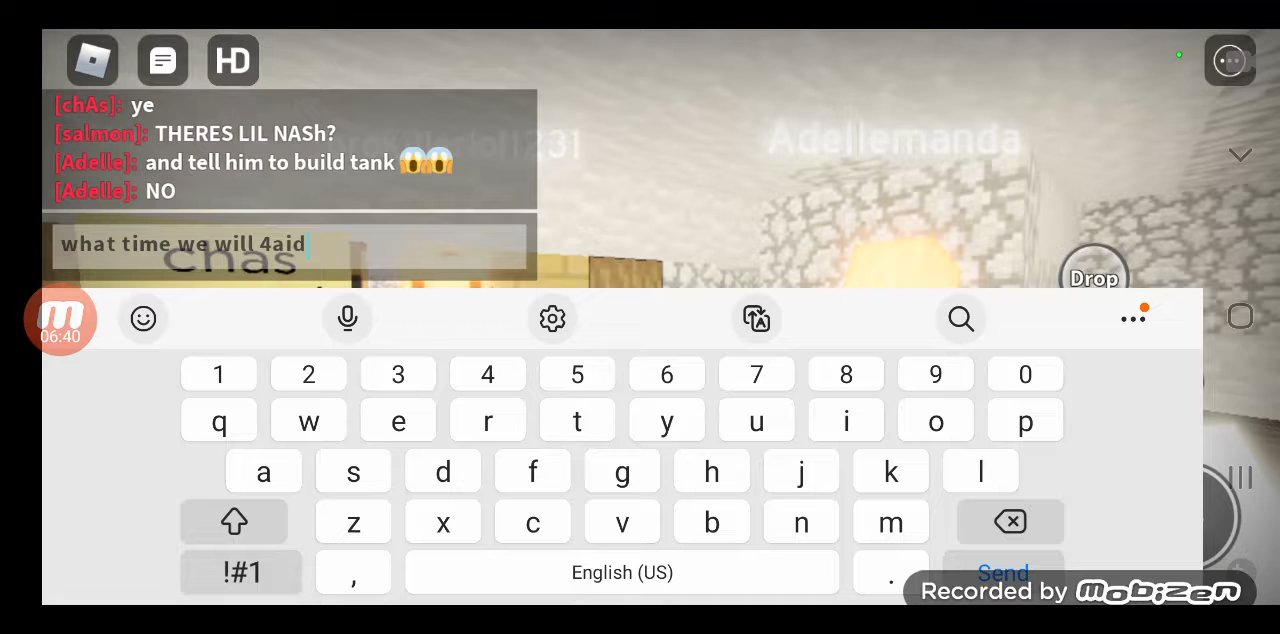 HD
[chAs]: ye
[salmon]: THERES LIL NASh?
[Adelle]: and tell him to build tank 😱😱
[Adelle]: NO
Adellemanda
what time we will 4aid
chas
Drop
06:40
1 2 3 4 5 6 7 8 9 0
q w e r t y u i o p
a s d f g h j k l
z x c v b n m
!#1 , English (US) . Send
Recorded by mobizen